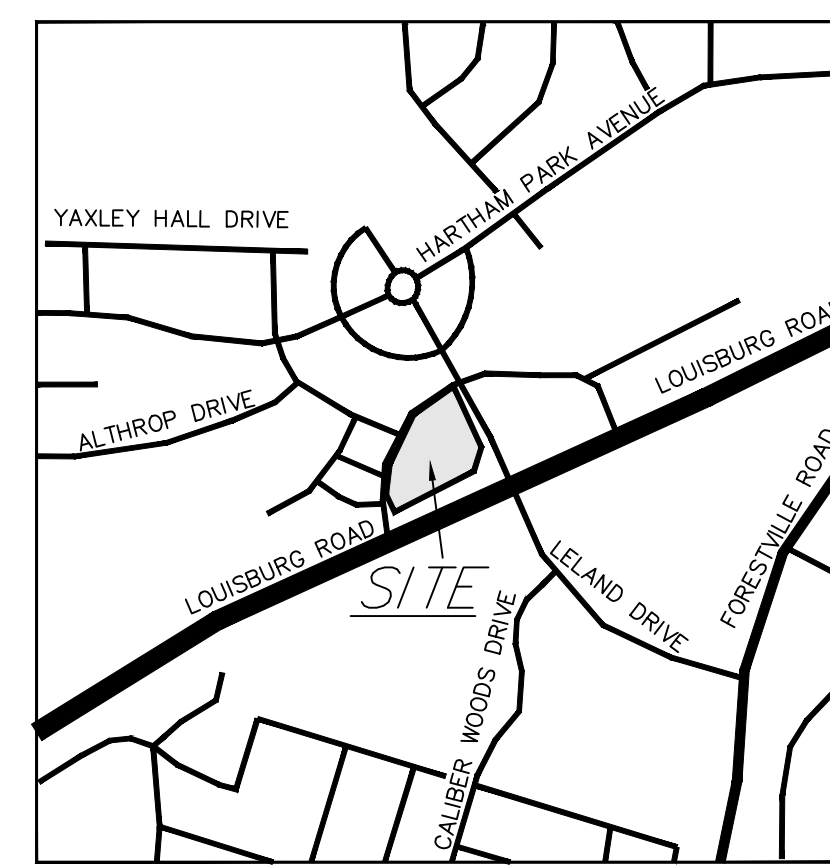 HARTHAM PARK AVENUE
YAXLEY HALL DRIVE
LOUISBURG ROAD
ALTHROP DRIVE
FORESTVILLE ROAD
LOUISBURG ROAD
SITE
LELAND DRIVE
CALIBER WOODS DRIVE